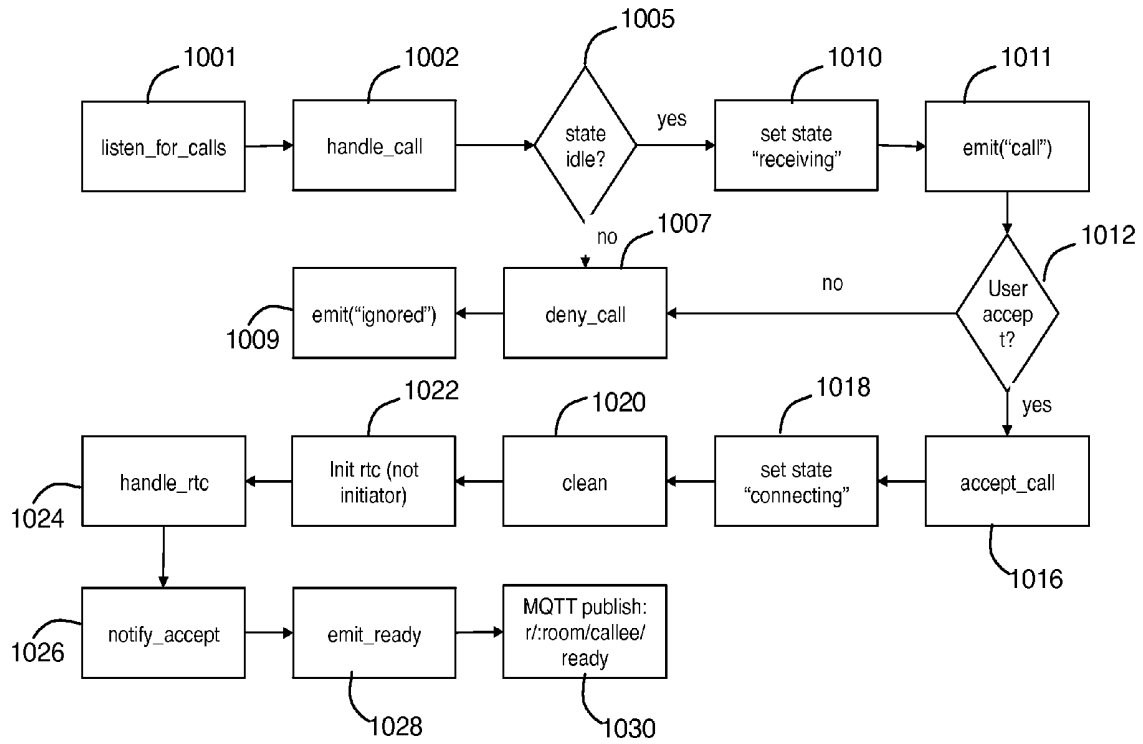 1001
1002
1005
1010
1011
listen_for_calls
handle_call
state
idle?
yes
set state
“receiving”
emit(“call”)
no
1007
1012
1009
emit(“ignored”)
deny_call
no
User
accep
t?
yes
1022
1020
1018
1024
handle_rtc
Init rtc (not
initiator)
clean
set state
“connecting”
accept_call
1016
1026
notify_accept
emit_ready
MQTT publish:
r/:room/callee/
ready
1028
1030